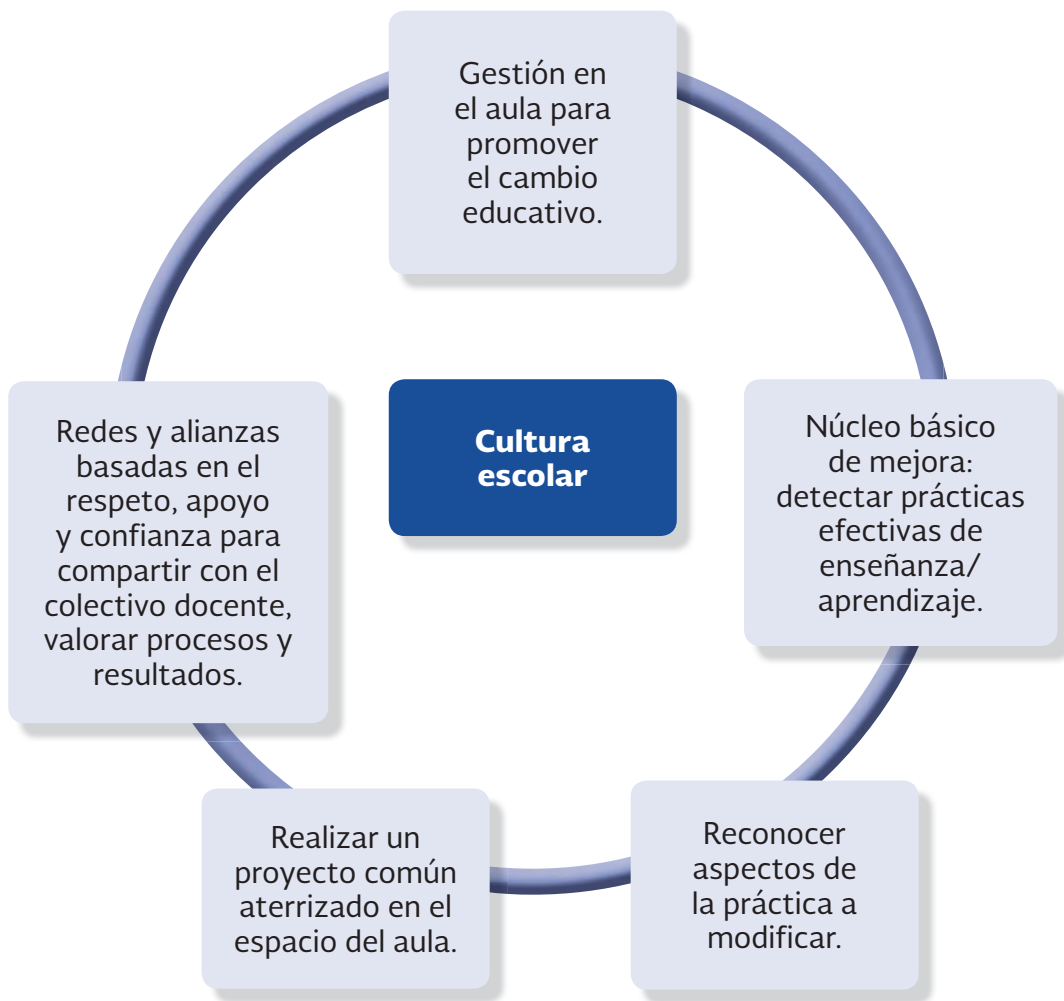 Gestión en
el aula para
promover
el cambio
educativo.
Cultura
escolar
Núcleo básico
de mejora:
detectar prácticas
efectivas de
enseñanza/
aprendizaje.
Reconocer
aspectos de
la práctica a
modificar.
Realizar un
proyecto común
aterrizado en el
espacio del aula.
Redes y alianzas
basadas en el
respeto, apoyo
y confianza para
compartir con el
colectivo docente,
valorar procesos y
resultados.